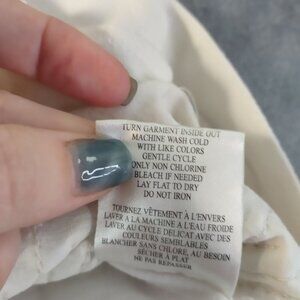 TURN GARMENT INSIDE OUT
MACHINE WASH COLD
WITH LIKE COLORS
GENTLE CYCLE
ONLY NON CHLORINE
BLEACH IF NEEDED
LAY FLAT TO DRY
DO NOT IRON
TOURNEZ VÊTEMENT À L'ENVERS
LAVER A LA MACHINE A L'EAU FROIDE
LAVER AU CYCLE DELICAT AVEC DES
COULEURS SEMBLABLES
BLANCHIR SANS CHLORE, AU BESOIN
SÉCHER À PLAT
NE PAS REPASSER